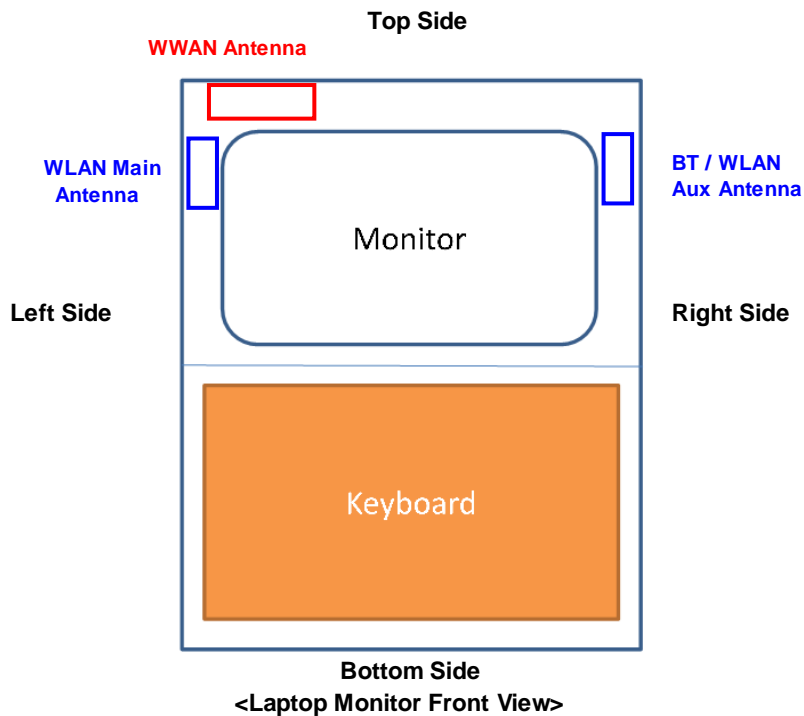 Top Side
WWAN Antenna
WLAN Main
Antenna
BT / WLAN
Aux Antenna
Monitor
Left Side
Right Side
Keyboard
Bottom Side
<Laptop Monitor Front View>